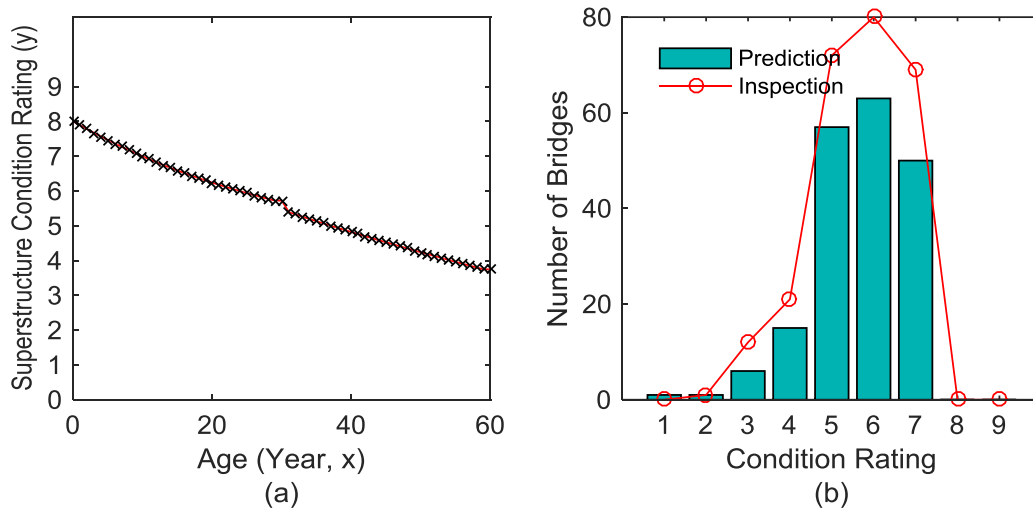 Superstructure Condition Rating (y)
9
8
7
6
5
4
3
2
1
0
0 20 40 60
Age (Year, x)
(a)
Number of Bridges
80
60
40
20
0
Prediction
Inspection
1 2 3 4 5 6 7 8 9
Condition Rating
(b)